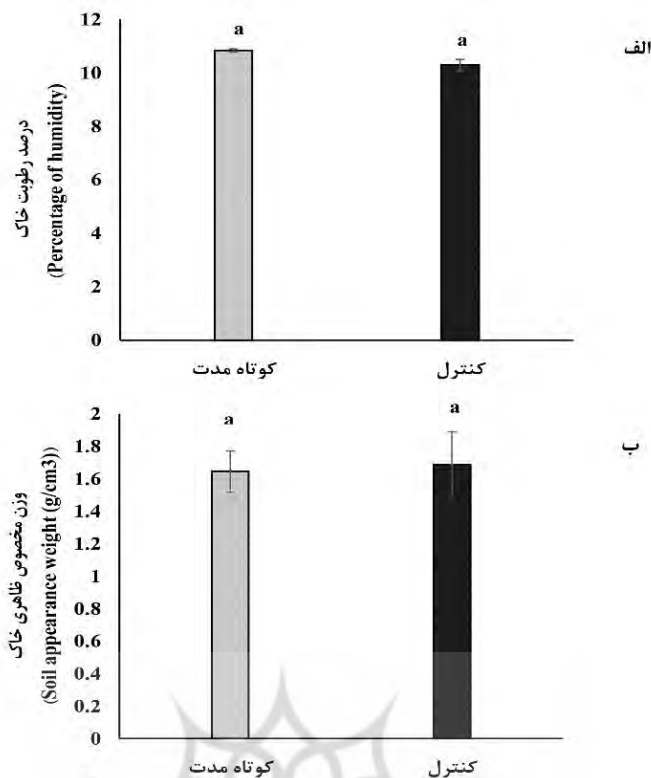 الف
a a
12
10
8
6
4
2
0
درصد رطوبت خاک
(Percentage of humidity)
کوتاه مدت کنترل
ب
a a
2
1.8
1.6
1.4
1.2
1
0.8
0.6
0.4
0.2
0
وزن مخصوص ظاهری خاک
(Soil appearance weight (g/cm3))
کوتاه مدت کنترل